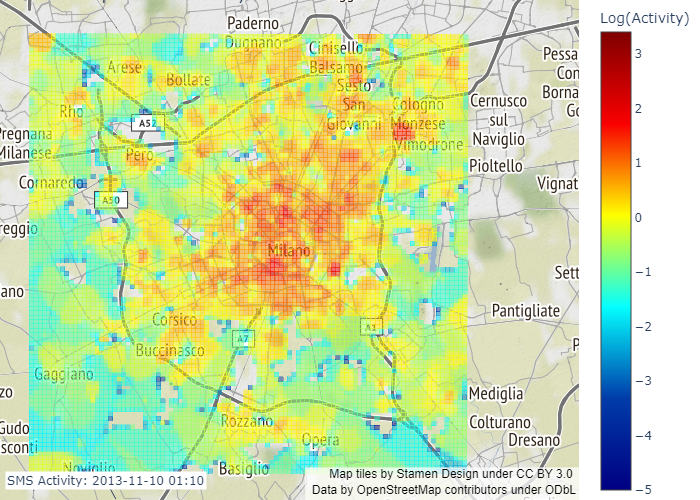 Log(Activity)
3
2
1
0
−1
−2
−3
−4
−5
Paderno
Dugnano
Cinisello
Balsamo
Arese
Bollate
Sesto
San
Giovanni
Rho
A52
Pero
Cologno
Monzese
Vimodrone
Cernusco
sul
Naviglio
Pioltello
Pessa
Con
Borna
Go
Vignat
Pregnana
Milanese
Cornaredo
A50
reggio
Milano
Sett
ano
Pantigliate
Corsico
A7
A1
Buccinasco
P
Gaggiano
zo
Mediglia
Rozzano
Colturano
Gudo
sconti
Opera
Dresano
Noviglio
Basiglio
SMS Activity: 2013-11-10 01:10
Map tiles by Stamen Design under CC BY 3.0
Data by OpenStreetMap contributors under ODbL